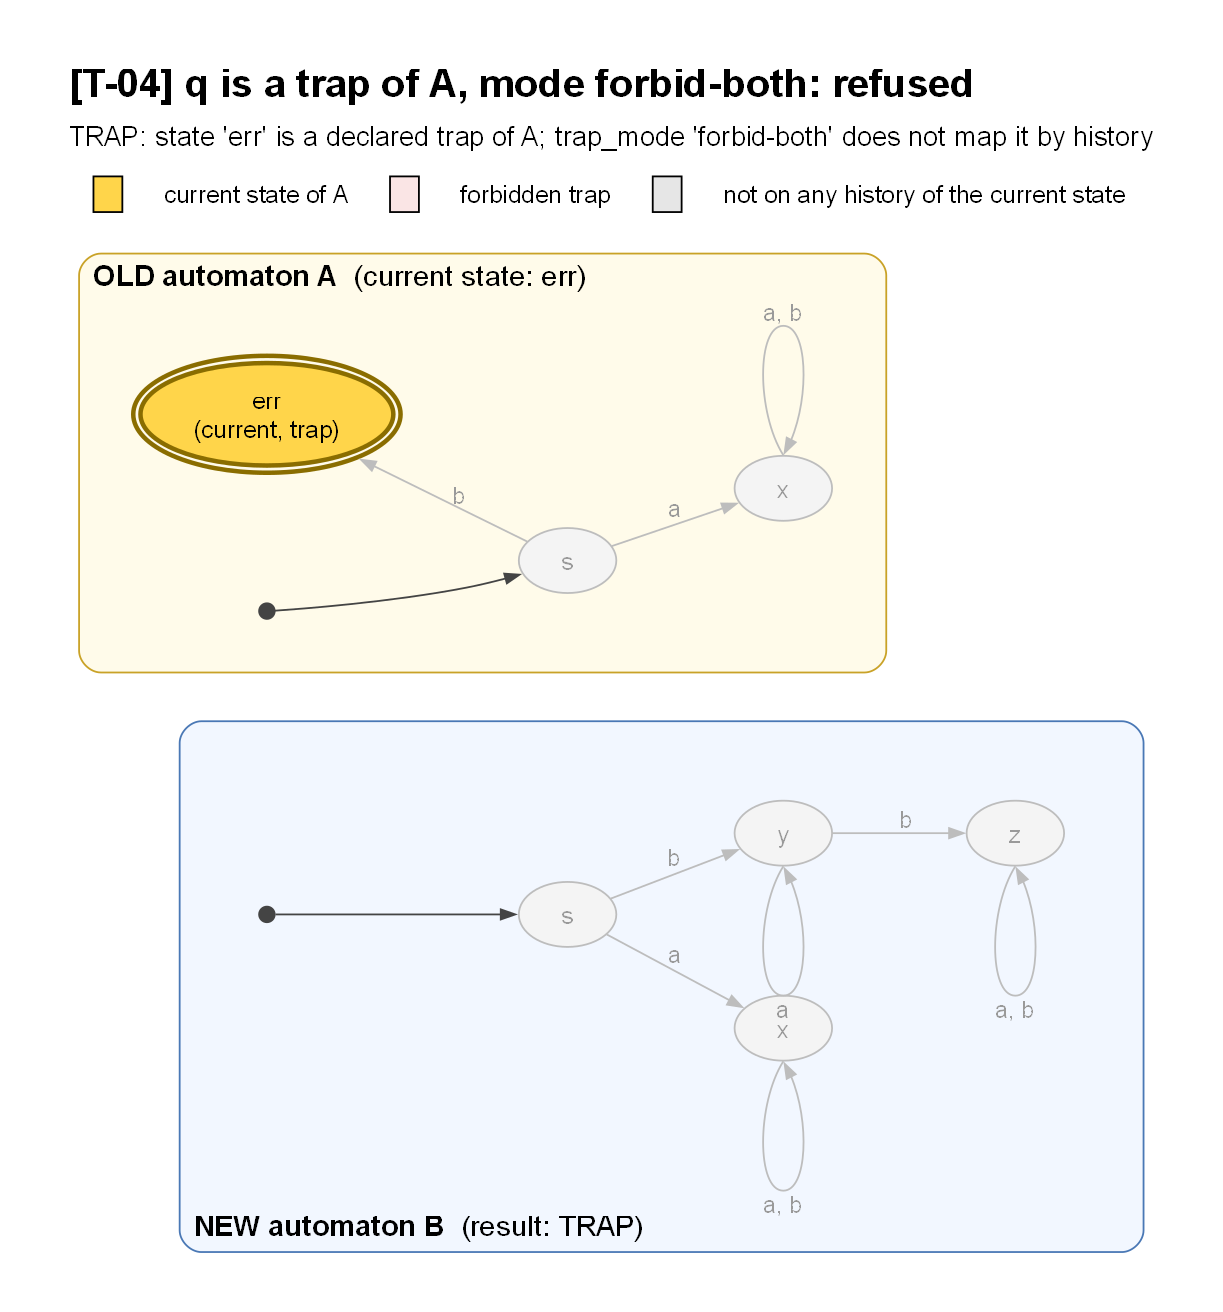 [T-04] q is a trap of A, mode forbid-both: refused
TRAP: state 'err' is a declared trap of A; trap_mode 'forbid-both' does not map it by history
current state of A
forbidden trap
not on any history of the current state
OLD automaton A (current state: err)
a, b
err
(current, trap)
x
b
a
s
y
b
z
b
s
a
a
x
a, b
a, b
NEW automaton B (result: TRAP)